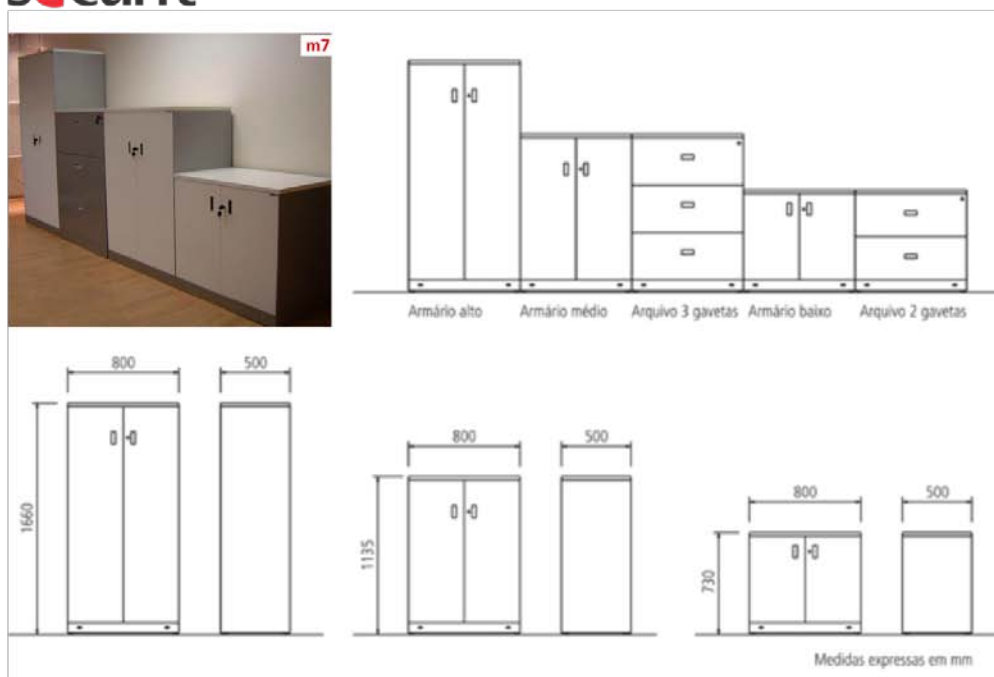 m7
Armário alto
Armário médio
Arquivo 3 gavetas
Armário baixo
Arquivo 2 gavetas
800
500
1660
800
500
1135
800
500
730
Medidas expressas em mm